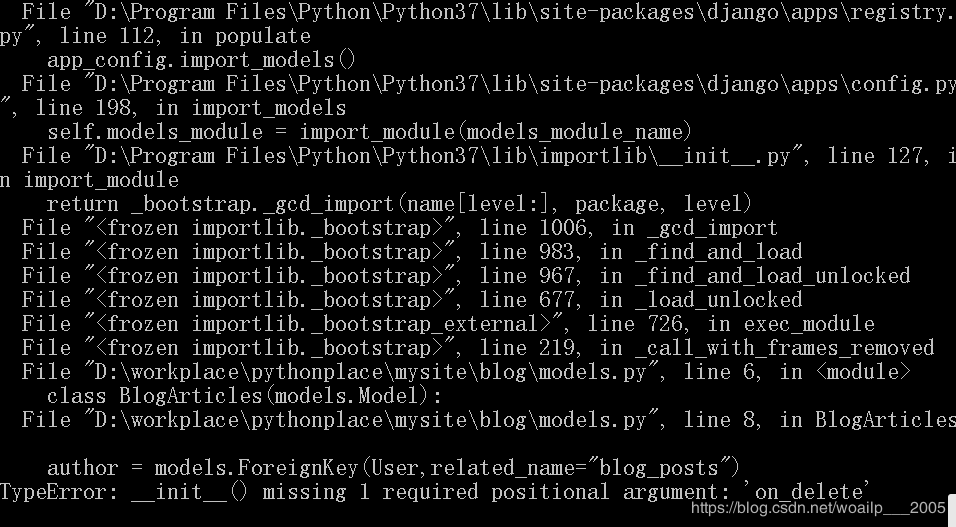 File "D:\Program Files\Python\Python37\lib\site-packages\django\apps\registry.
py", line 112, in populate
    app_config.import_models()
  File "D:\Program Files\Python\Python37\lib\site-packages\django\apps\config.py
", line 198, in import_models
    self.models_module = import_module(models_module_name)
  File "D:\Program Files\Python\Python37\lib\importlib\__init__.py", line 127, i
n import_module
    return _bootstrap._gcd_import(name[level:], package, level)
  File "<frozen importlib._bootstrap>", line 1006, in _gcd_import
  File "<frozen importlib._bootstrap>", line 983, in _find_and_load
  File "<frozen importlib._bootstrap>", line 967, in _find_and_load_unlocked
  File "<frozen importlib._bootstrap>", line 677, in _load_unlocked
  File "<frozen importlib._bootstrap_external>", line 726, in exec_module
  File "<frozen importlib._bootstrap>", line 219, in _call_with_frames_removed
  File "D:\workplace\pythonplace\mysite\blog\models.py", line 6, in <module>
    class BlogArticles(models.Model):
  File "D:\workplace\pythonplace\mysite\blog\models.py", line 8, in BlogArticles
    author = models.ForeignKey(User,related_name="blog_posts")
TypeError: __init__() missing 1 required positional argument: 'on_delete'
https://blog.csdn.net/woailp___2005